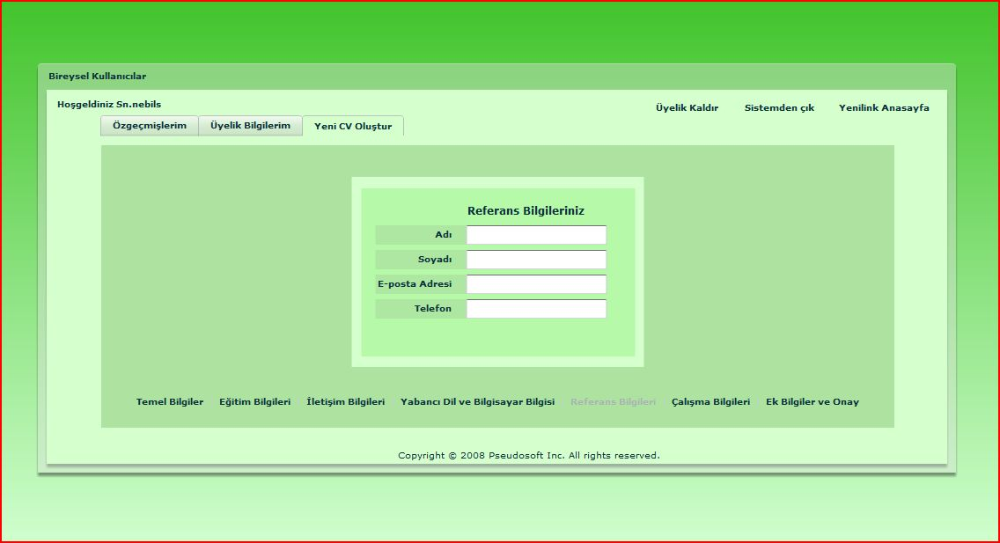 Bireysel Kullanıcılar
Hoşgeldiniz Sn.nebils
Üyelik Kaldır Sistemden çık Yenilink Anasayfa
Özgeçmişlerim Üyelik Bilgilerim Yeni CV Oluştur
Referans Bilgileriniz
Adı
Soyadı
E-posta Adresi
Telefon
Temel Bilgiler Eğitim Bilgileri İletişim Bilgileri Yabancı Dil ve Bilgisayar Bilgisi Referans Bilgileri Çalışma Bilgileri Ek Bilgiler ve Onay
Copyright © 2008 Pseudosoft Inc. All rights reserved.